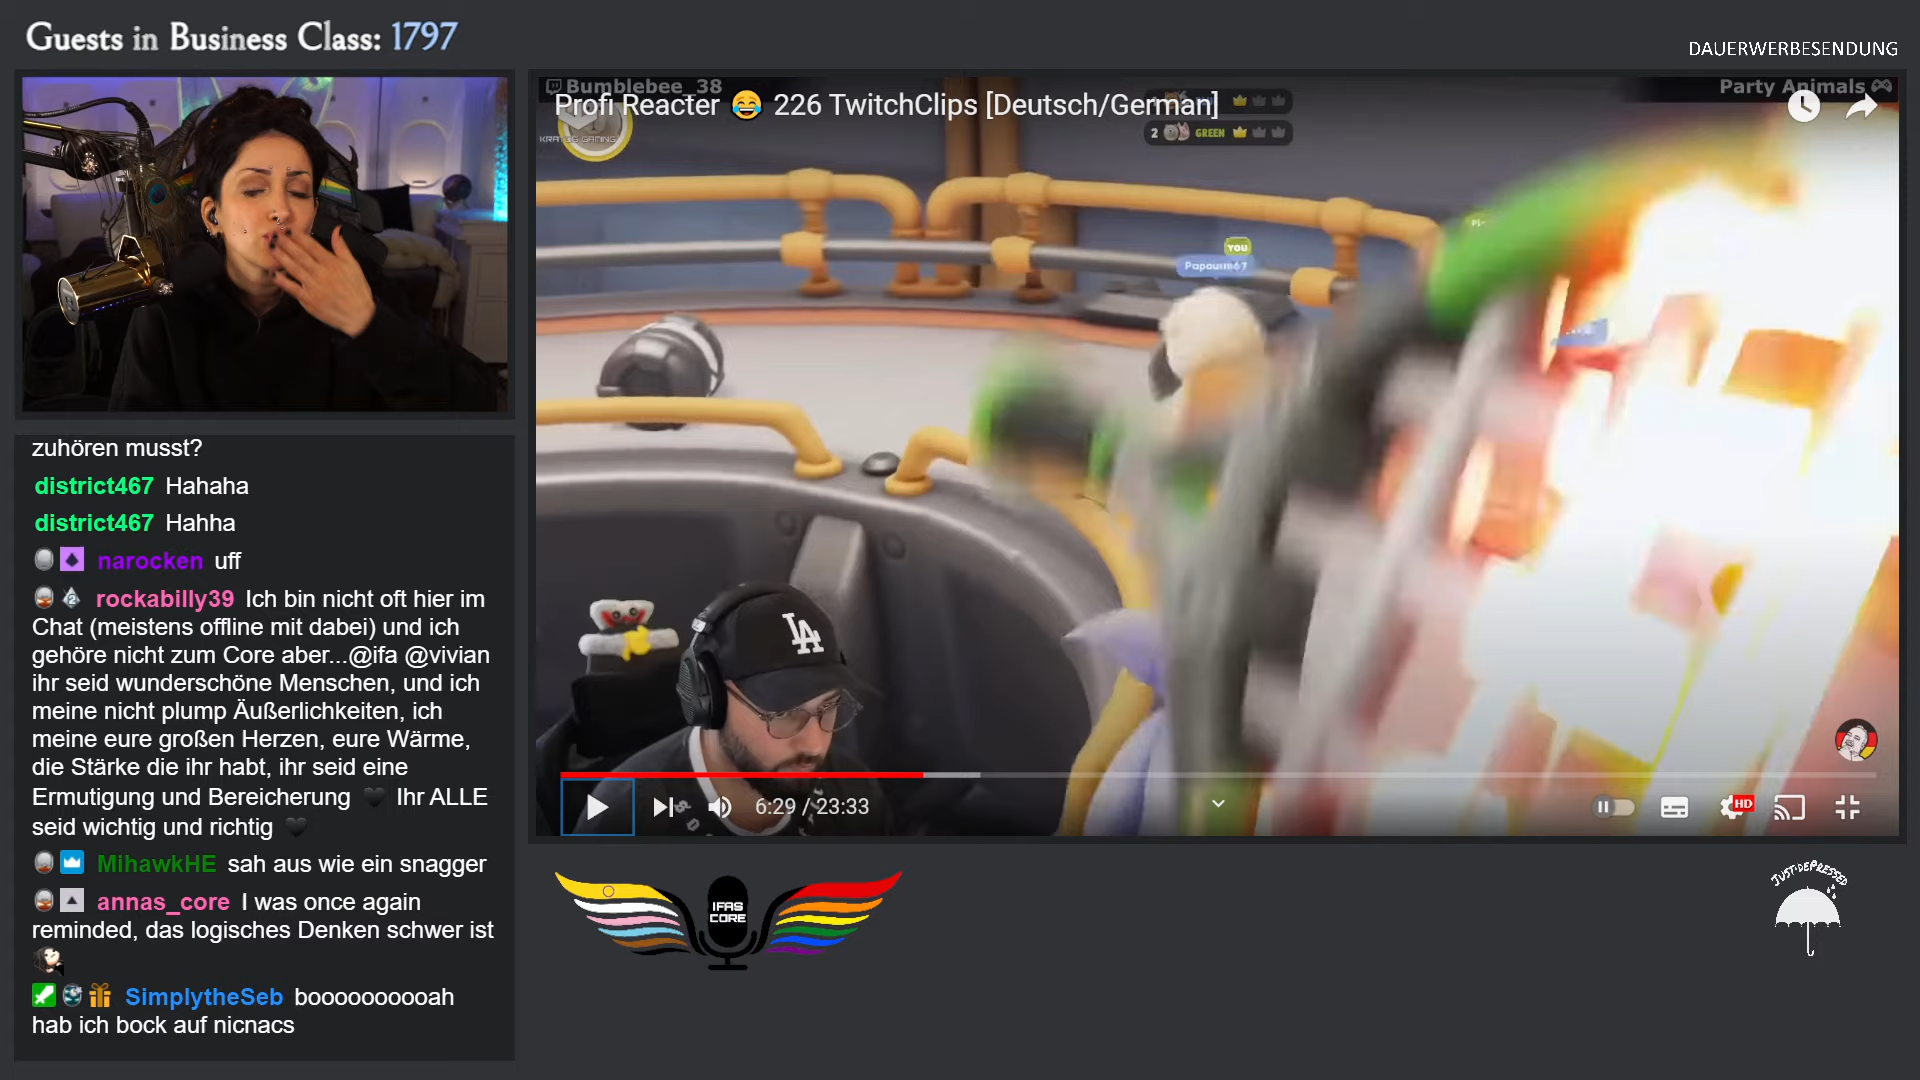 Guests in Business Class: 1797
DAUERWERBESENDUNG
Bumblebee_38
Party Animals
Profi Reacter 😂 226 TwitchClips [Deutsch/German]
2 GREEN
YOU
LA
HD
6:29 / 23:33
zuhören musst?
district467 Hahaha
district467 Hahha
narocken uff
rockabilly39 Ich bin nicht oft hier im
Chat (meistens offline mit dabei) und ich
gehöre nicht zum Core aber...@ifa @vivian
ihr seid wunderschöne Menschen, und ich
meine nicht plump Äußerlichkeiten, ich
meine eure großen Herzen, eure Wärme,
die Stärke die ihr habt, ihr seid eine
Ermutigung und Bereicherung 🖤 Ihr ALLE
seid wichtig und richtig 🖤
MihawkHE sah aus wie ein snagger
annas_core I was once again
reminded, das logisches Denken schwer ist
SimplytheSeb boooooooooah
hab ich bock auf nicnacs
IFAS
CORE
JUST-DEPRESSED